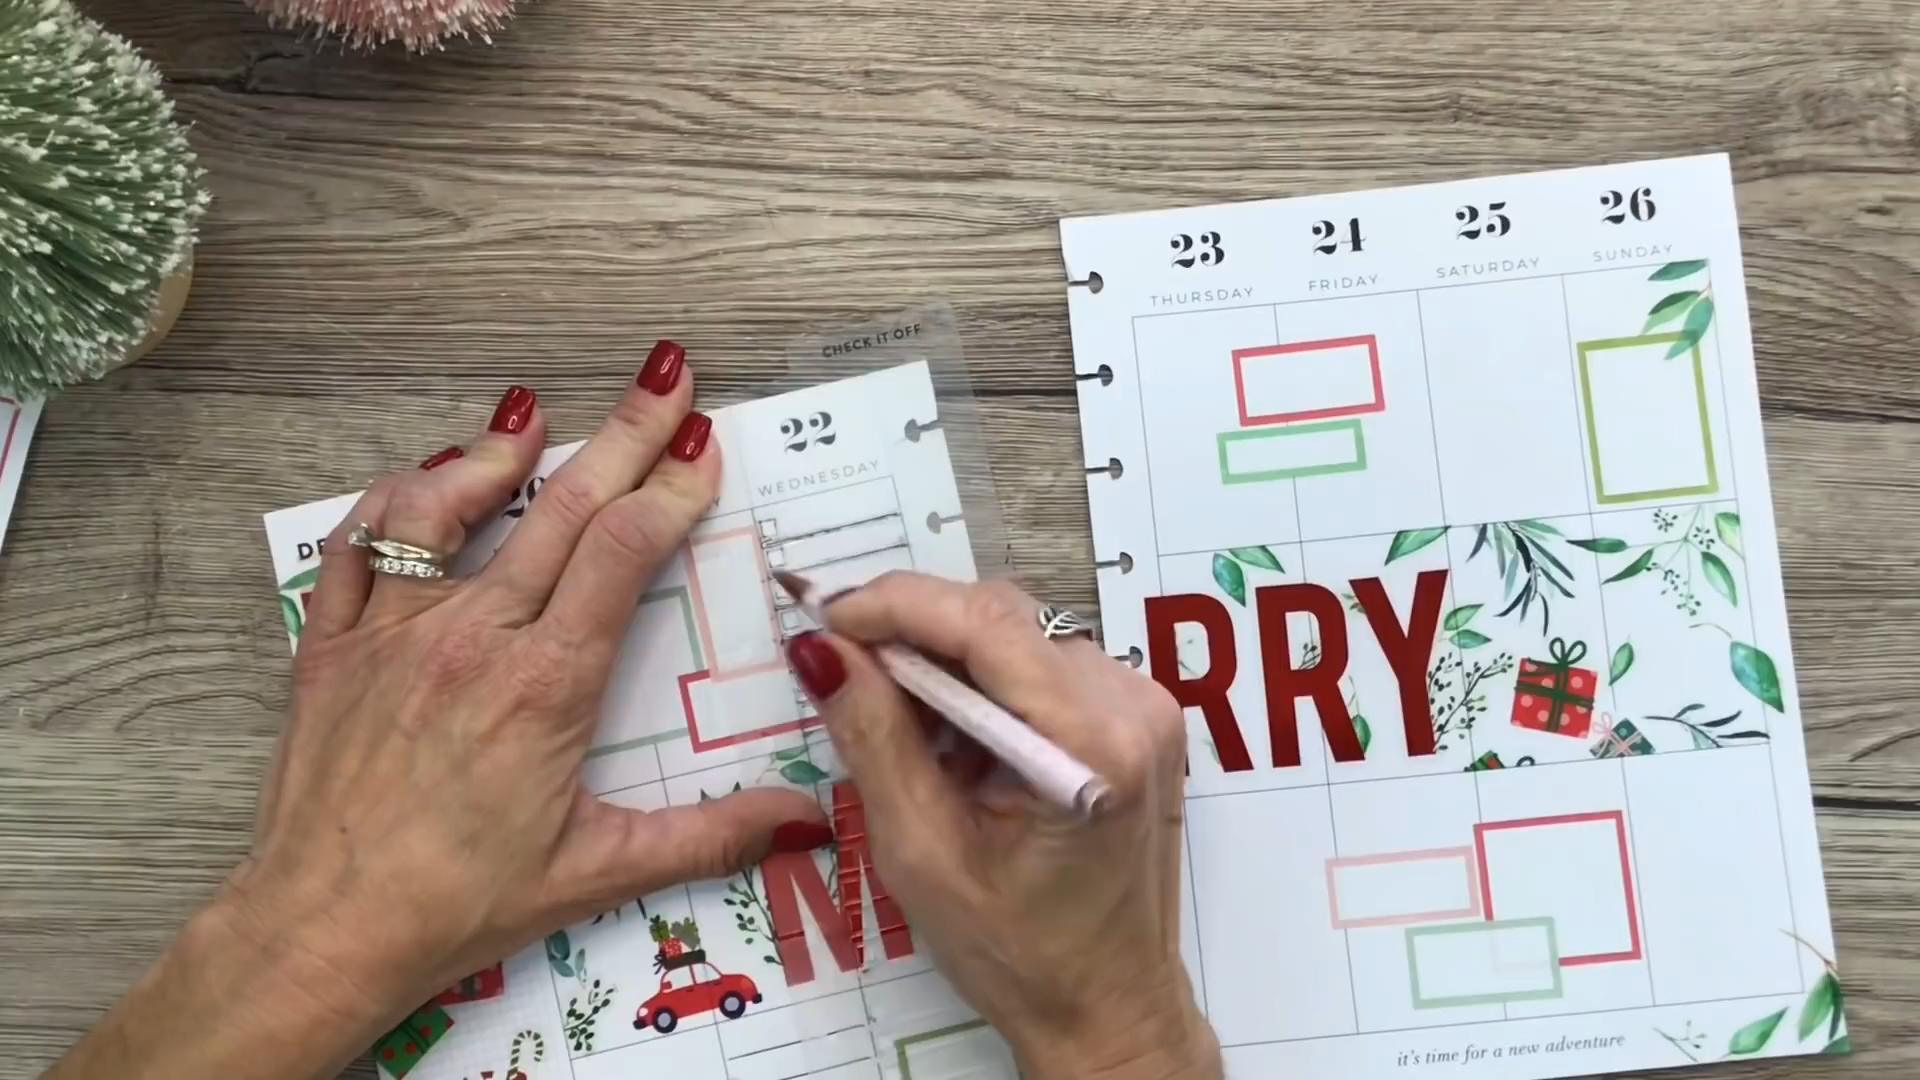 CHECK IT OFF
22
WEDNESDAY
M
23
THURSDAY
24
FRIDAY
25
SATURDAY
26
SUNDAY
RRY
it's time for a new adventure